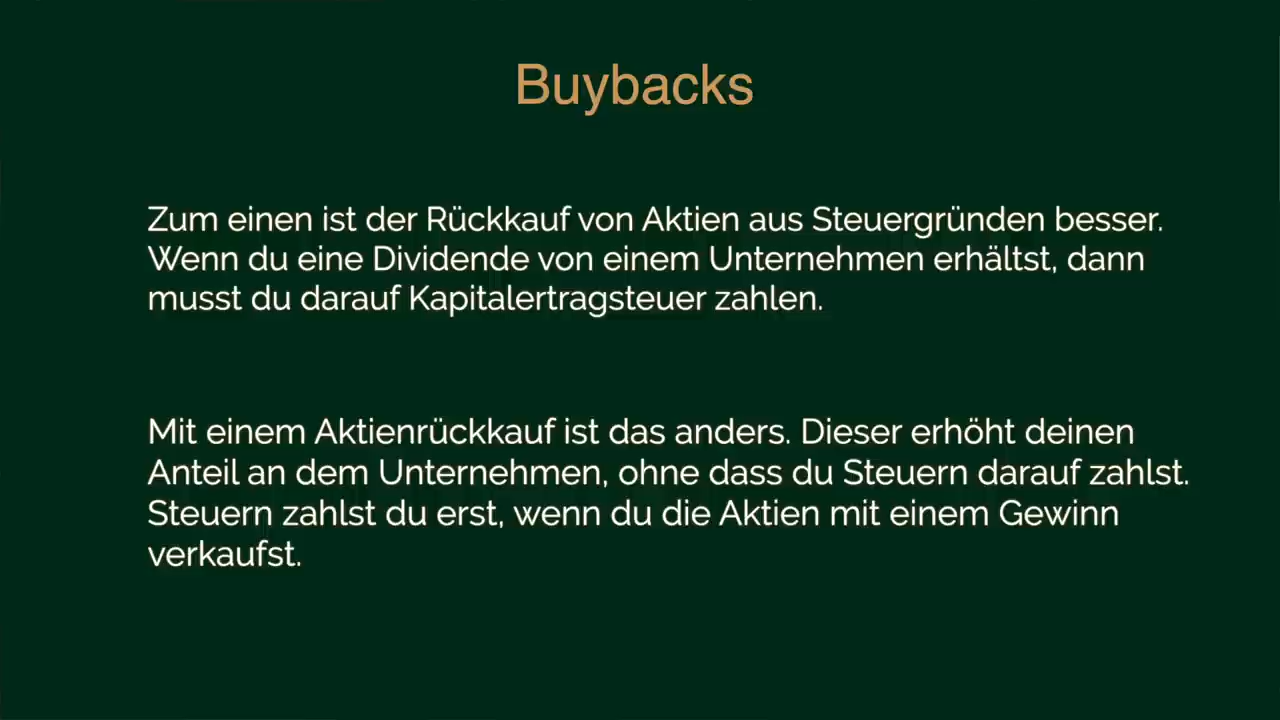 Buybacks
Zum einen ist der Rückkauf von Aktien aus Steuergründen besser.
Wenn du eine Dividende von einem Unternehmen erhältst, dann
musst du darauf Kapitalertragsteuer zahlen.
Mit einem Aktienrückkauf ist das anders. Dieser erhöht deinen
Anteil an dem Unternehmen, ohne dass du Steuern darauf zahlst.
Steuern zahlst du erst, wenn du die Aktien mit einem Gewinn
verkaufst.